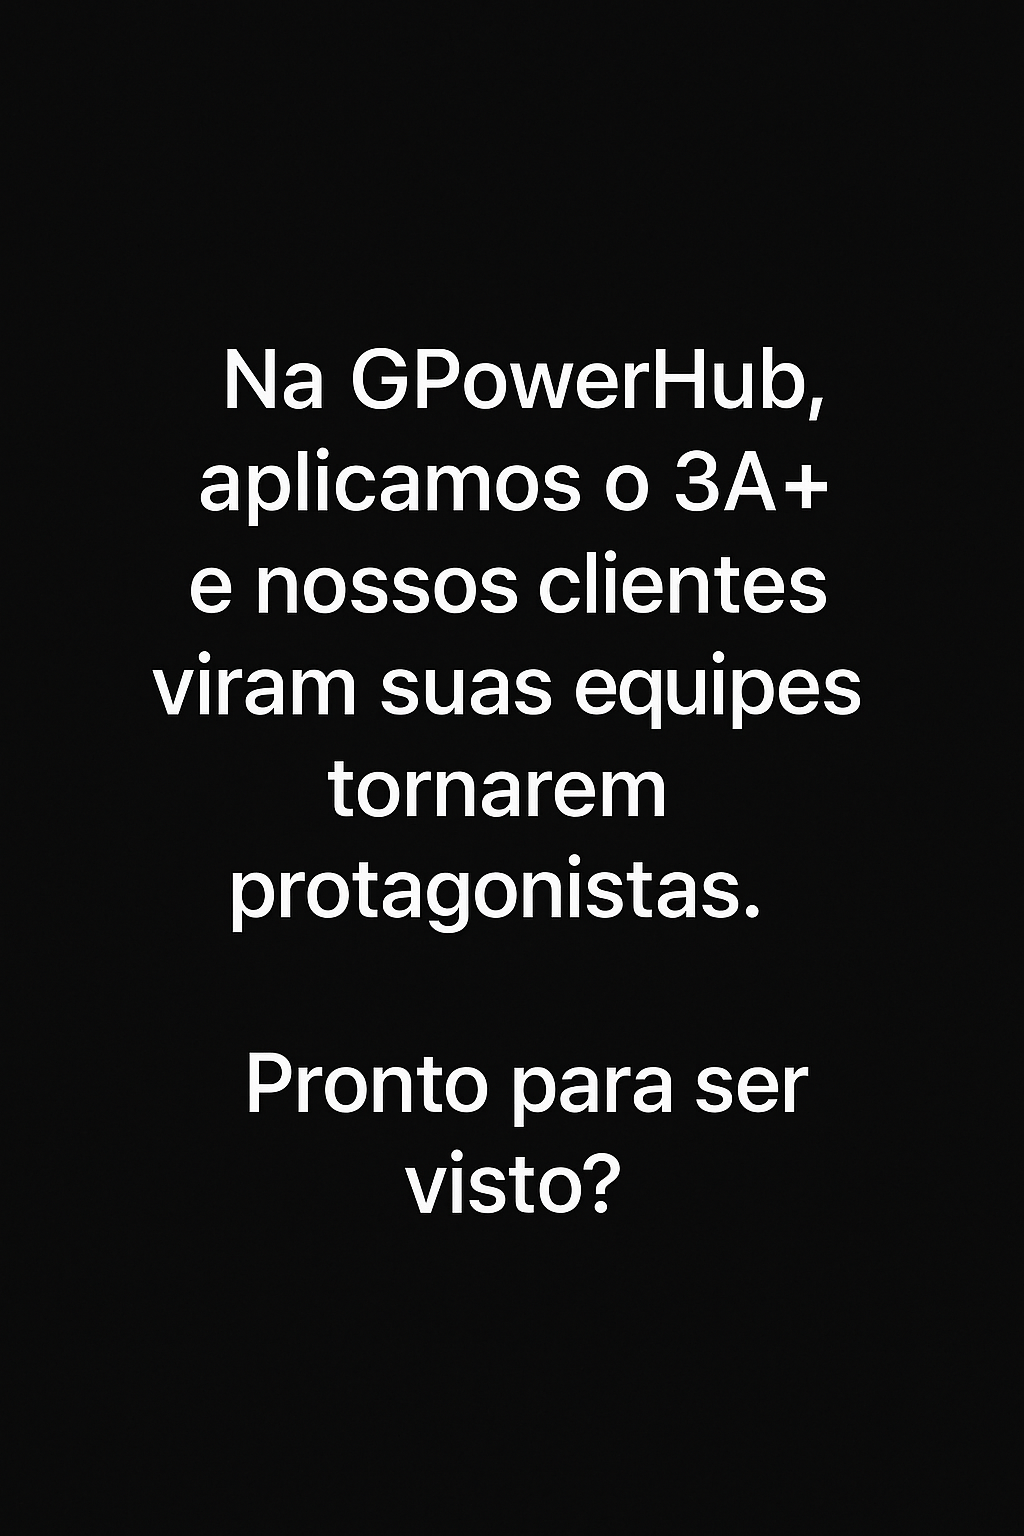 Na GPowerHub,
aplicamos o 3A+
e nossos clientes
viram suas equipes
tornarem
protagonistas.
Pronto para ser
visto?